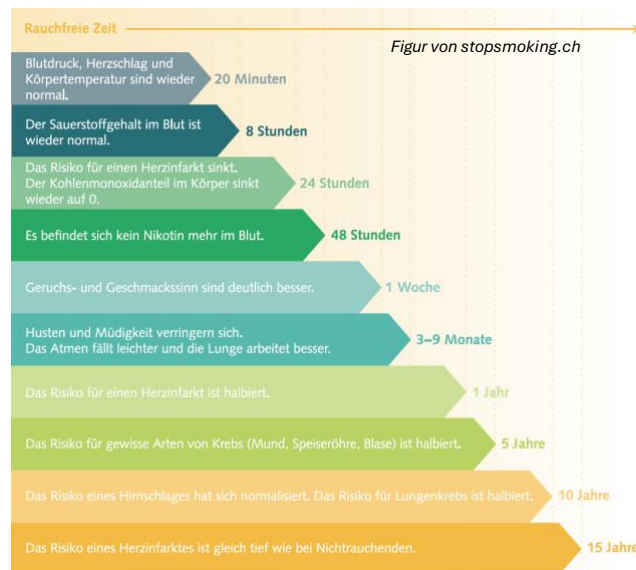 Rauchfreie Zeit
Figur von stopsmoking.ch
Blutdruck, Herzschlag und
Körpertemperatur sind wieder
normal.
20 Minuten
Der Sauerstoffgehalt im Blut ist
wieder normal.
8 Stunden
Das Risiko für einen Herzinfarkt sinkt.
Der Kohlenmonoxidanteil im Körper sinkt
wieder auf 0.
24 Stunden
Es befindet sich kein Nikotin mehr im Blut.
48 Stunden
Geruchs- und Geschmackssinn sind deutlich besser.
1 Woche
Husten und Müdigkeit verringern sich.
Das Atmen fällt leichter und die Lunge arbeitet besser.
3–9 Monate
Das Risiko für einen Herzinfarkt ist halbiert.
1 Jahr
Das Risiko für gewisse Arten von Krebs (Mund, Speiseröhre, Blase) ist halbiert.
5 Jahre
Das Risiko eines Hirnschlages hat sich normalisiert. Das Risiko für Lungenkrebs ist halbiert.
10 Jahre
Das Risiko eines Herzinfarktes ist gleich tief wie bei Nichtrauchenden.
15 Jahre